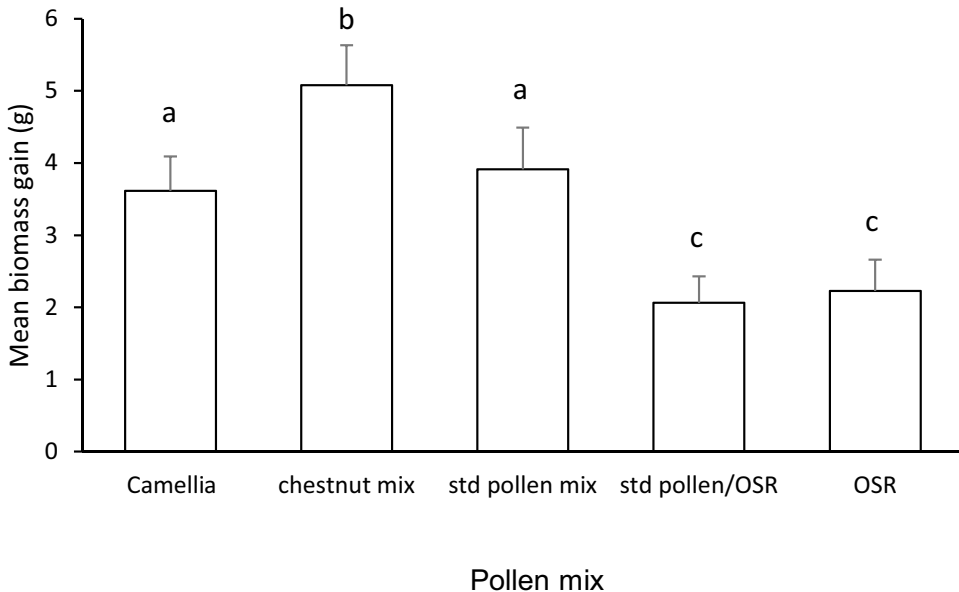 Mean biomass gain (g)
6
5
4
3
2
1
0
a
b
a
c
c
Camellia
chestnut mix
std pollen mix
std pollen/OSR
OSR
Pollen mix